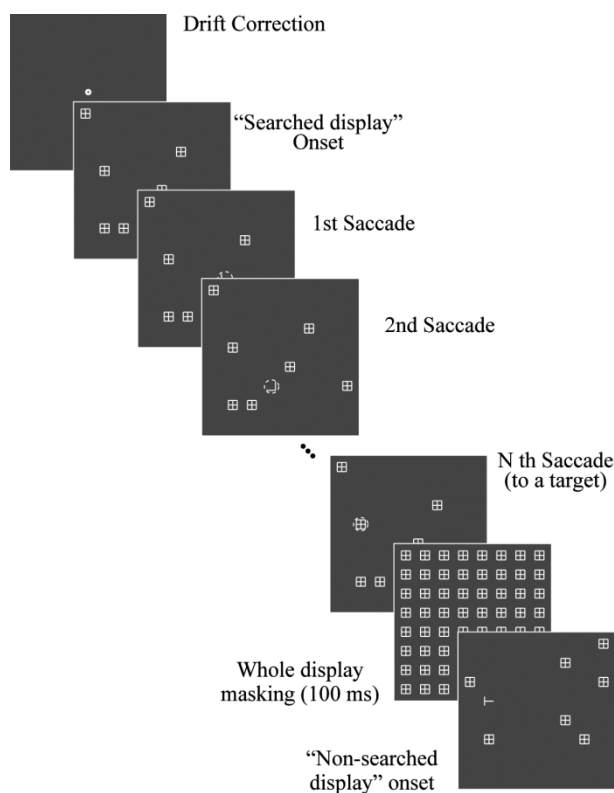 Drift Correction
“Searched display”
Onset
1st Saccade
2nd Saccade
N th Saccade
(to a target)
Whole display
masking (100 ms)
“Non-searched
display” onset